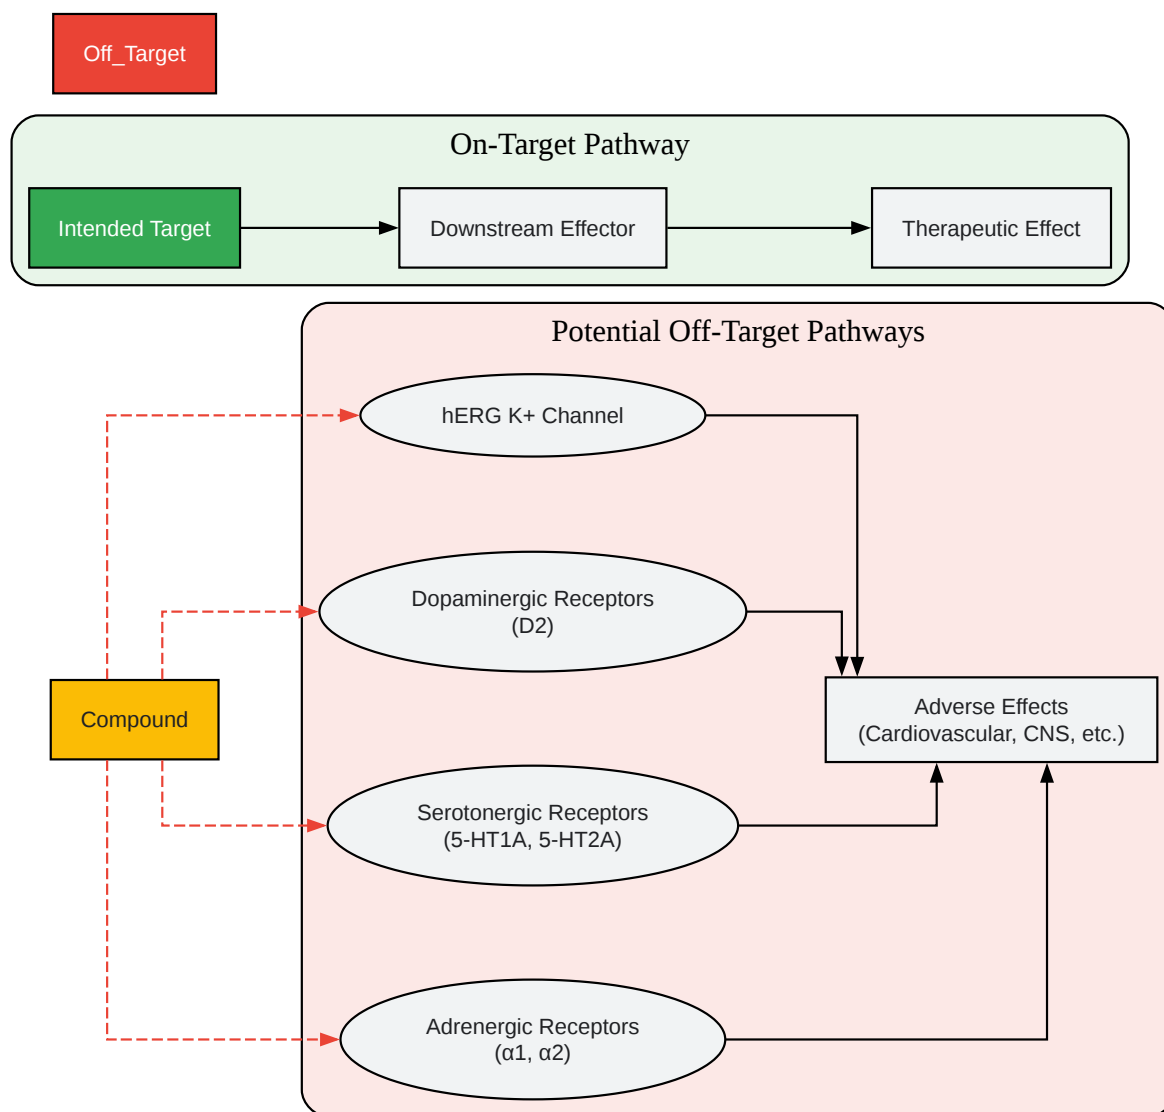 Off_Target
On-Target Pathway
Intended Target
Downstream Effector
Therapeutic Effect
Potential Off-Target Pathways
hERG K+ Channel
Dopaminergic Receptors
(D2)
Compound
Adverse Effects
(Cardiovascular, CNS, etc.)
Serotonergic Receptors
(5-HT1A, 5-HT2A)
Adrenergic Receptors
(α1, α2)